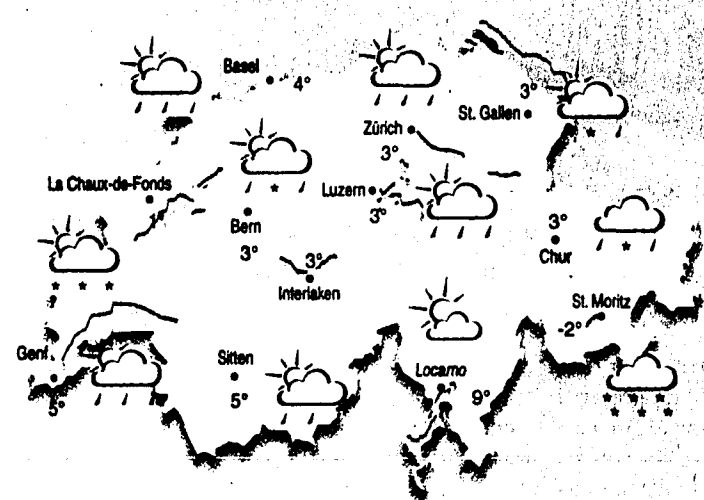 Basel
4°
3°
St. Gallen
Zürich
3°
La Chaux-de-Fonds
Luzern
3°
Bern
3°
3°
Interlaken
3°
Chur
St. Moritz
-2°
Genf
5°
Sitten
5°
Locarno
9°